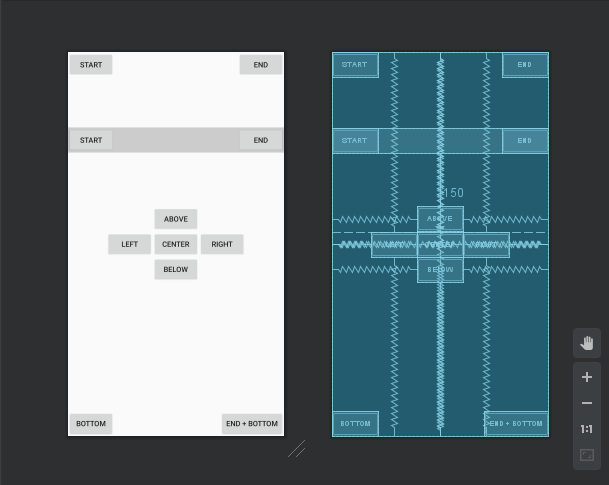 START END
START END
ABOVE
LEFT CENTER RIGHT
BELOW
BOTTOM END + BOTTOM
START END
START END
150
ABOVE
BELOW
BOTTOM END + BOTTOM
1:1